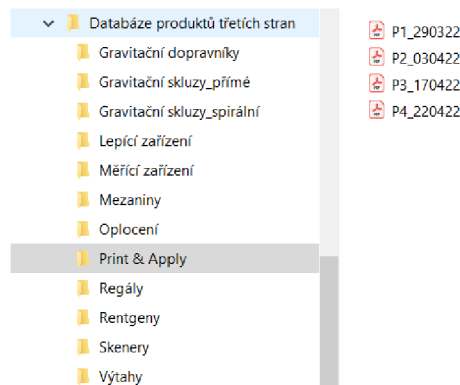 Databáze produktů třetích stran
Gravitační dopravníky
Gravitační skluzy_přímé
Gravitační skluzy_spirální
Lepící zařízení
Měřící zařízení
Mezaniny
Oplocení
Print & Apply
Regály
Rentgeny
Skenery
Výtahy
P1_290322
P2_030422
P3_170422
P4_220422